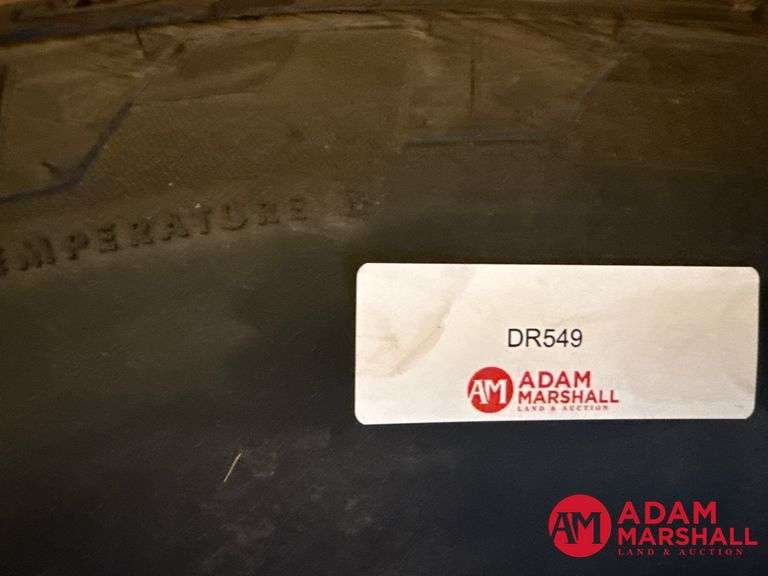 EMPERATURE B
DR549
AM ADAM
MARSHALL
LAND & AUCTION
AM ADAM
MARSHALL
LAND & AUCTION